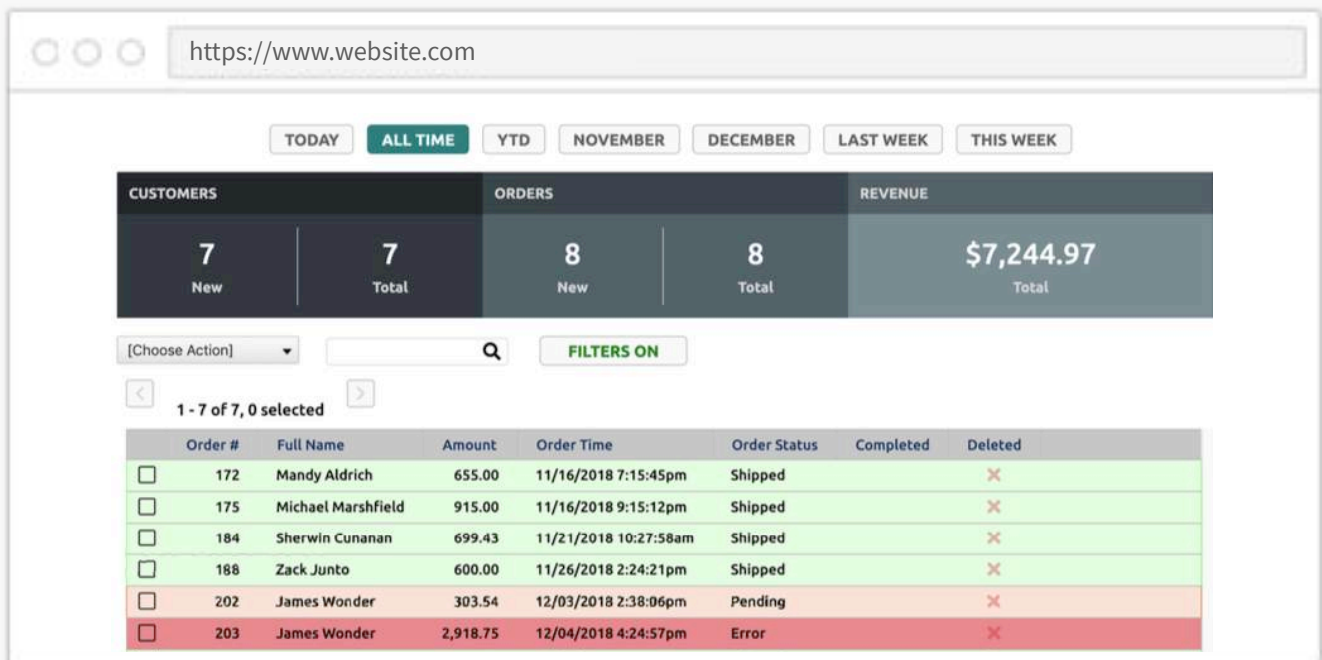 https://www.website.com
TODAY ALL TIME YTD NOVEMBER DECEMBER LAST WEEK THIS WEEK
CUSTOMERS ORDERS REVENUE
7 7 8 8 $7,244.97
New Total New Total Total
[Choose Action] FILTERS ON
< >
1 - 7 of 7, 0 selected
Order # Full Name Amount Order Time Order Status Completed Deleted
172 Mandy Aldrich 655.00 11/16/2018 7:15:45pm Shipped
175 Michael Marshfield 915.00 11/16/2018 9:15:12pm Shipped
184 Sherwin Cunanan 699.43 11/21/2018 10:27:58am Shipped
188 Zack Junto 600.00 11/26/2018 2:24:21pm Shipped
202 James Wonder 303.54 12/03/2018 2:38:06pm Pending
203 James Wonder 2,918.75 12/04/2018 4:24:57pm Error